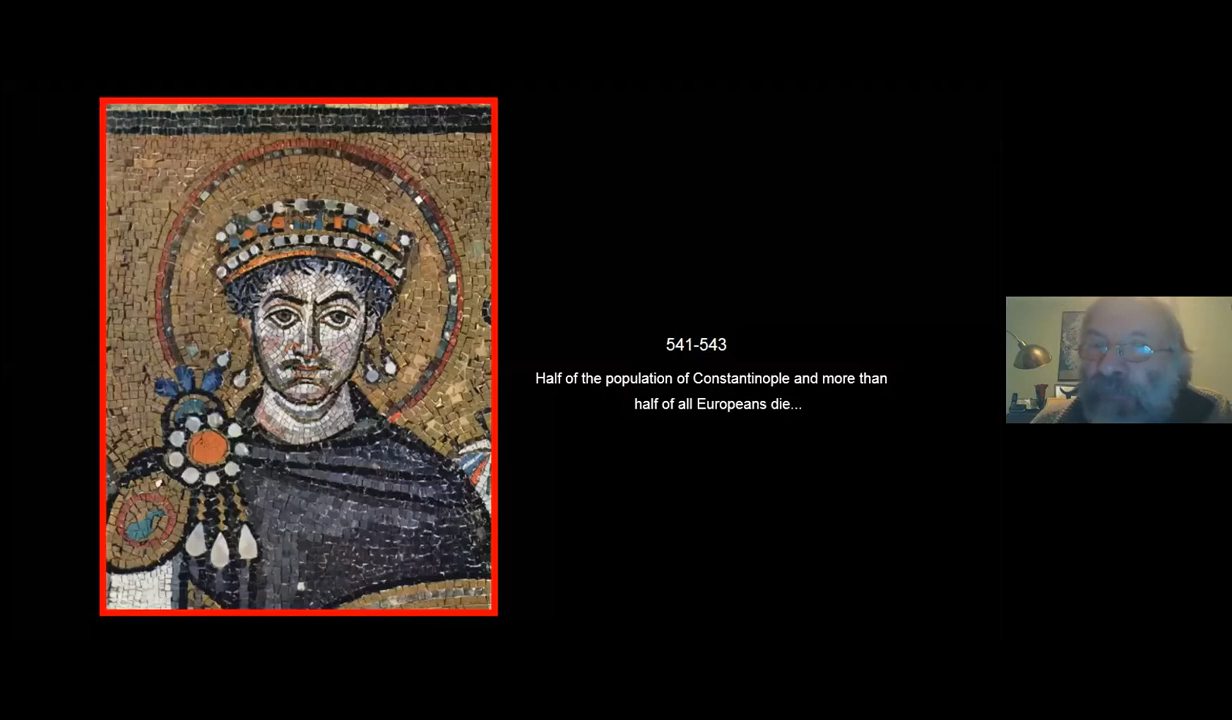 541-543
Half of the population of Constantinople and more than
half of all Europeans die...